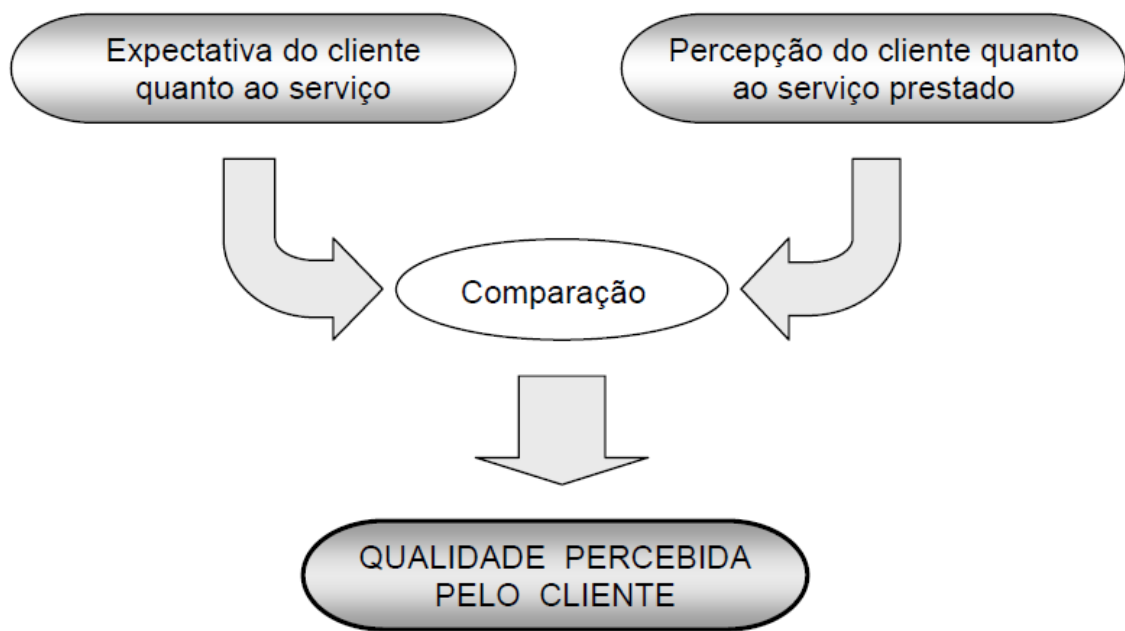 Expectativa do cliente
quanto ao serviço
Percepção do cliente quanto
ao serviço prestado
Comparação
QUALIDADE PERCEBIDA
PELO CLIENTE